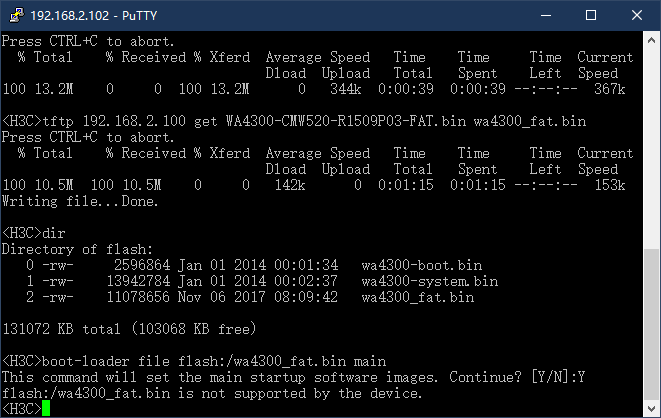 192.168.2.102 - PuTTY
Press CTRL+C to abort.
  % Total    % Received % Xferd  Average Speed   Time    Time     Time  Current
                                 Dload  Upload   Total   Spent    Left  Speed
100 13.2M    0     0  100 13.2M      0   344k  0:00:39  0:00:39 --:--:--  367k
<H3C>tftp 192.168.2.100 get WA4300-CMW520-R1509P03-FAT.bin wa4300_fat.bin
Press CTRL+C to abort.
  % Total    % Received % Xferd  Average Speed   Time    Time     Time  Current
                                 Dload  Upload   Total   Spent    Left  Speed
100 10.5M  100 10.5M    0     0   142k      0  0:01:15  0:01:15 --:--:--  153k
Writing file...Done.
<H3C>dir
Directory of flash:
   0 -rw-     2596864 Jan 01 2014 00:01:34   wa4300-boot.bin
   1 -rw-    13942784 Jan 01 2014 00:02:37   wa4300-system.bin
   2 -rw-    11078656 Nov 06 2017 08:09:42   wa4300_fat.bin
131072 KB total (103068 KB free)
<H3C>boot-loader file flash:/wa4300_fat.bin main
This command will set the main startup software images. Continue? [Y/N]:Y
flash:/wa4300_fat.bin is not supported by the device.
<H3C>